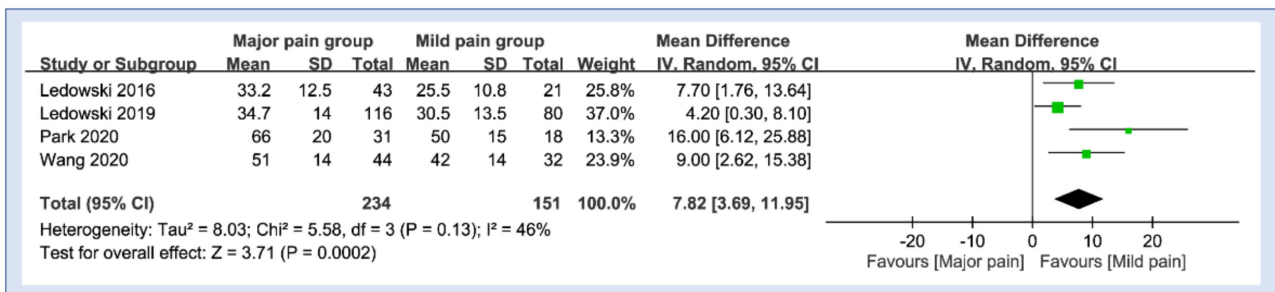 Major pain group Mild pain group Mean Difference Mean Difference
Study or Subgroup Mean SD Total Mean SD Total Weight IV, Random, 95% CI IV, Random, 95% CI
Ledowski 2016 33.2 12.5 43 25.5 10.8 21 25.8% 7.70 [1.76, 13.64]
Ledowski 2019 34.7 14 116 30.5 13.5 80 37.0% 4.20 [0.30, 8.10]
Park 2020 66 20 31 50 15 18 13.3% 16.00 [6.12, 25.88]
Wang 2020 51 14 44 42 14 32 23.9% 9.00 [2.62, 15.38]
Total (95% CI) 234 151 100.0% 7.82 [3.69, 11.95]
Heterogeneity: Tau² = 8.03; Chi² = 5.58, df = 3 (P = 0.13); I² = 46%
Test for overall effect: Z = 3.71 (P = 0.0002)
-20 -10 0 10 20
Favours [Major pain] Favours [Mild pain]